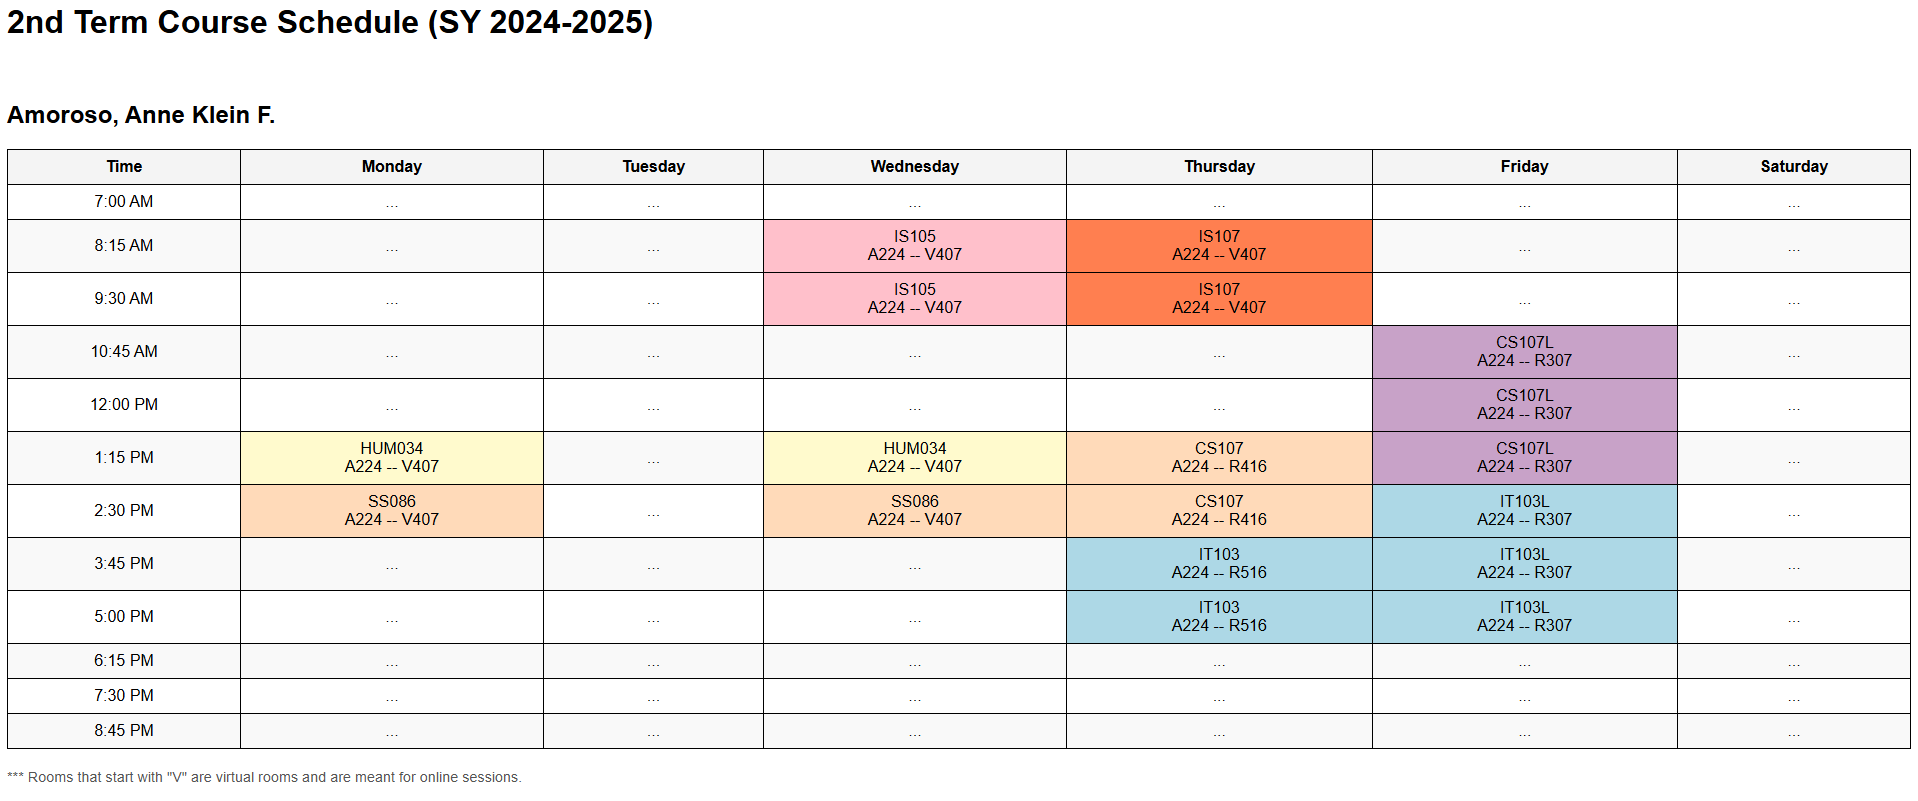 2nd Term Course Schedule (SY 2024-2025)
Amoroso, Anne Klein F.
Time Monday Tuesday Wednesday Thursday Friday Saturday
7:00 AM ... ... ... ... ... ...
8:15 AM ... ... IS105 IS107 ... ...
A224 -- V407 A224 -- V407
9:30 AM ... ... IS105 IS107 ... ...
A224 -- V407 A224 -- V407
10:45 AM ... ... ... ... CS107L ...
A224 -- R307
12:00 PM ... ... ... ... CS107L ...
A224 -- R307
1:15 PM HUM034 ... HUM034 CS107 CS107L ...
A224 -- V407 A224 -- V407 A224 -- R416 A224 -- R307
2:30 PM SS086 ... SS086 CS107 IT103L ...
A224 -- V407 A224 -- V407 A224 -- R416 A224 -- R307
3:45 PM ... ... ... IT103 IT103L ...
A224 -- R516 A224 -- R307
5:00 PM ... ... ... IT103 IT103L ...
A224 -- R516 A224 -- R307
6:15 PM ... ... ... ... ... ...
7:30 PM ... ... ... ... ... ...
8:45 PM ... ... ... ... ... ...
*** Rooms that start with "V" are virtual rooms and are meant for online sessions.